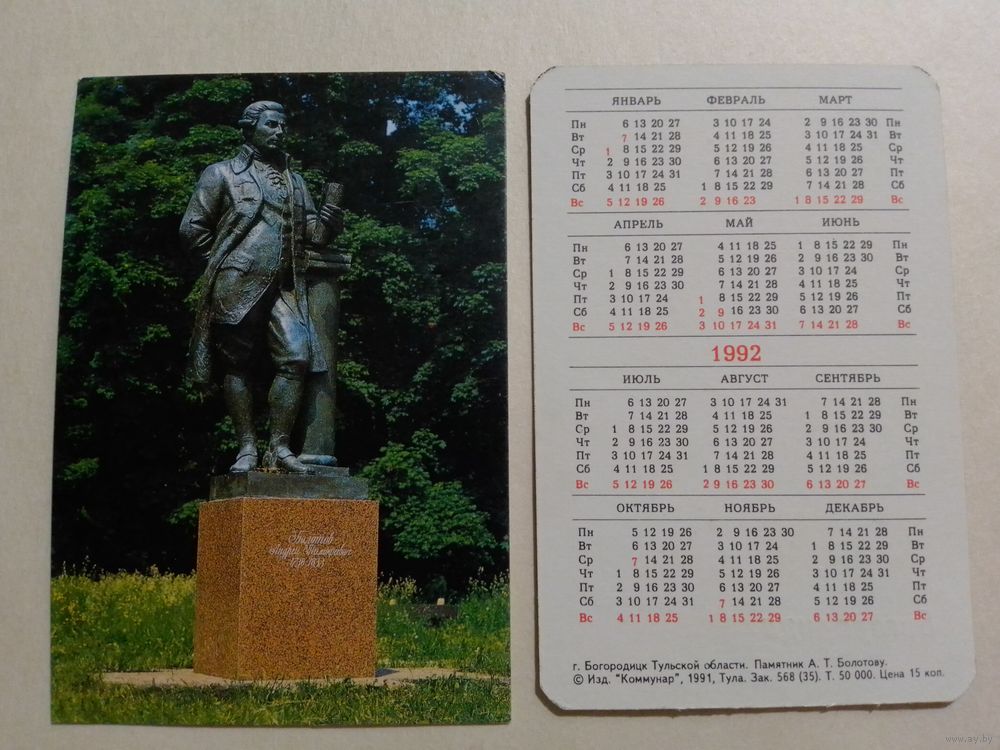 Болотов
Андрей Тимофеевич
1738-1833
ЯНВАРЬ ФЕВРАЛЬ МАРТ
Пн 6 13 20 27 3 10 17 24 2 9 16 23 30 Пн
Вт 7 14 21 28 4 11 18 25 3 10 17 24 31 Вт
Ср 1 8 15 22 29 5 12 19 26 4 11 18 25 Ср
Чт 2 9 16 23 30 6 13 20 27 5 12 19 26 Чт
Пт 3 10 17 24 31 7 14 21 28 6 13 20 27 Пт
Сб 4 11 18 25 1 8 15 22 29 7 14 21 28 Сб
Вс 5 12 19 26 2 9 16 23 1 8 15 22 29 Вс
АПРЕЛЬ МАЙ ИЮНЬ
Пн 6 13 20 27 4 11 18 25 1 8 15 22 29 Пн
Вт 7 14 21 28 5 12 19 26 2 9 16 23 30 Вт
Ср 1 8 15 22 29 6 13 20 27 3 10 17 24 Ср
Чт 2 9 16 23 30 7 14 21 28 4 11 18 25 Чт
Пт 3 10 17 24 1 8 15 22 29 5 12 19 26 Пт
Сб 4 11 18 25 2 9 16 23 30 6 13 20 27 Сб
Вс 5 12 19 26 3 10 17 24 31 7 14 21 28 Вс
1992
ИЮЛЬ АВГУСТ СЕНТЯБРЬ
Пн 6 13 20 27 3 10 17 24 31 7 14 21 28 Пн
Вт 7 14 21 28 4 11 18 25 1 8 15 22 29 Вт
Ср 1 8 15 22 29 5 12 19 26 2 9 16 23 30 Ср
Чт 2 9 16 23 30 6 13 20 27 3 10 17 24 Чт
Пт 3 10 17 24 31 7 14 21 28 4 11 18 25 Пт
Сб 4 11 18 25 1 8 15 22 29 5 12 19 26 Сб
Вс 5 12 19 26 2 9 16 23 30 6 13 20 27 Вс
ОКТЯБРЬ НОЯБРЬ ДЕКАБРЬ
Пн 5 12 19 26 2 9 16 23 30 7 14 21 28 Пн
Вт 6 13 20 27 3 10 17 24 1 8 15 22 29 Вт
Ср 7 14 21 28 4 11 18 25 2 9 16 23 30 Ср
Чт 1 8 15 22 29 5 12 19 26 3 10 17 24 31 Чт
Пт 2 9 16 23 30 6 13 20 27 4 11 18 25 Пт
Сб 3 10 17 24 31 7 14 21 28 5 12 19 26 Сб
Вс 4 11 18 25 1 8 15 22 29 6 13 20 27 Вс
г. Богородицк Тульской области. Памятник А. Т. Болотову.
© Изд. "Коммунар", 1991, Тула. Зак. 568 (35). Т. 50 000. Цена 15 коп.
www.ay.by